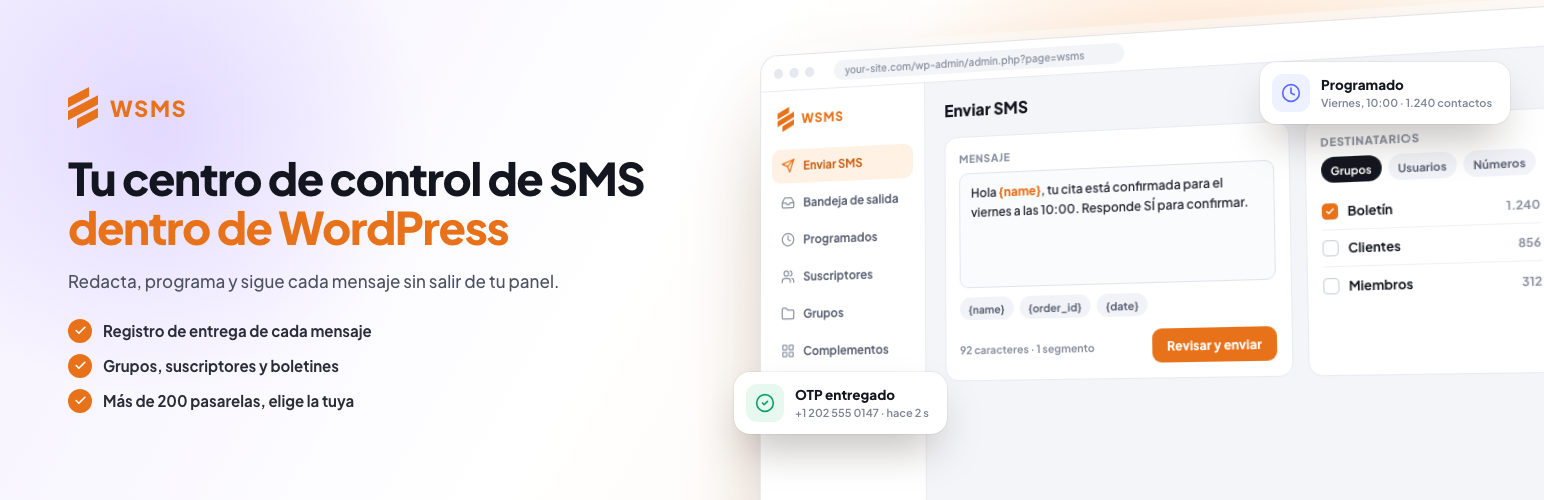 WSMS
Tu centro de control de SMS
dentro de WordPress
Redacta, programa y sigue cada mensaje sin salir de tu panel.
Registro de entrega de cada mensaje
Grupos, suscriptores y boletines
Más de 200 pasarelas, elige la tuya
your-site.com/wp-admin/admin.php?page=wsms
WSMS
Enviar SMS
Bandeja de salida
Programados
Suscriptores
Grupos
Complementos
OTP entregado
+1 202 555 0147 · hace 2 s
Enviar SMS
MENSAJE
Hola {name}, tu cita está confirmada para el
viernes a las 10:00. Responde SÍ para confirmar.
{name} {order_id} {date}
92 caracteres · 1 segmento
Revisar y enviar
Programado
Viernes, 10:00 · 1.240 contactos
DESTINATARIOS
Grupos Usuarios Números
Boletín 1.240
Clientes 856
Miembros 312